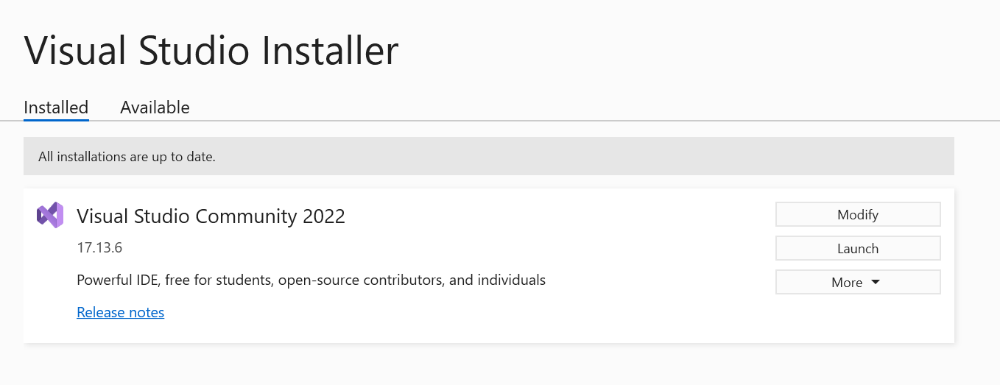 Visual Studio Installer
Installed Available
All installations are up to date.
Visual Studio Community 2022
17.13.6
Powerful IDE, free for students, open-source contributors, and individuals
Release notes
Modify
Launch
More